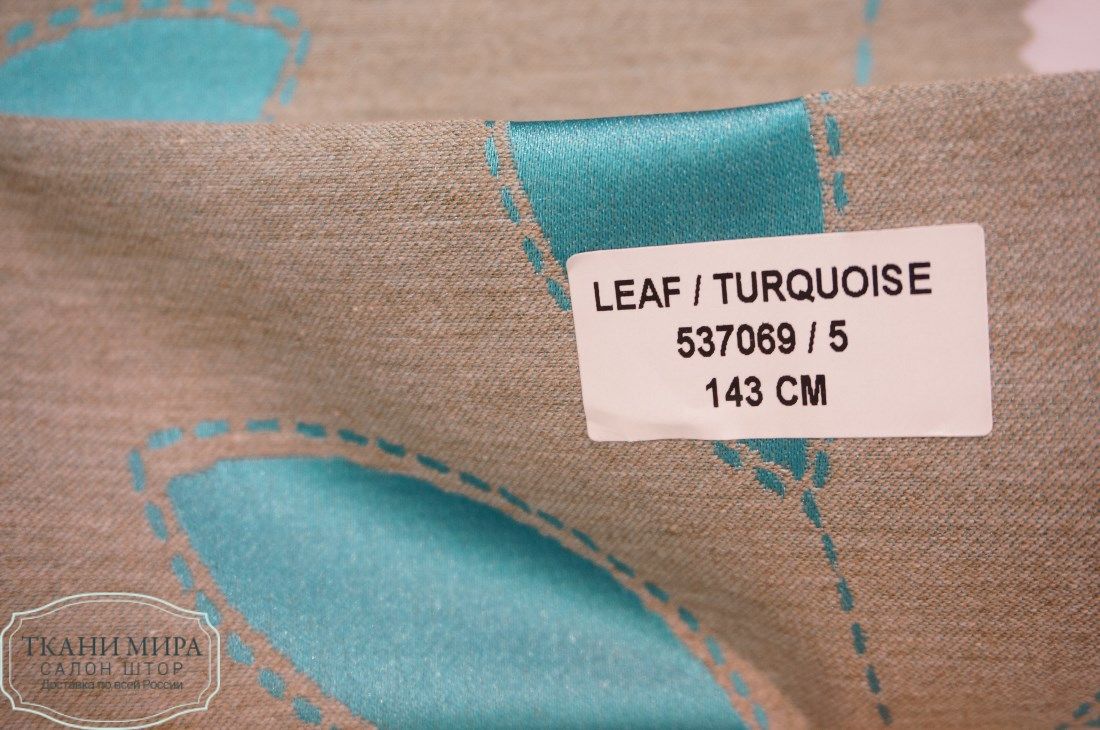 LEAF / TURQUOISE
537069 / 5
143 CM
ТКАНИ МИРА
САЛОН ШТОР
Доставка по всей России